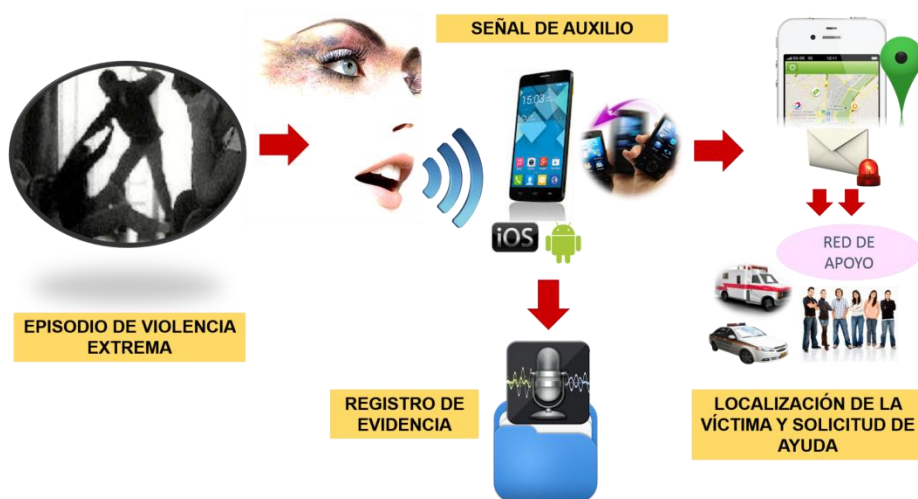 SEÑAL DE AUXILIO
15:03
iOS
RED DE
APOYO
EPISODIO DE VIOLENCIA
EXTREMA
REGISTRO DE
EVIDENCIA
LOCALIZACIÓN DE LA
VÍCTIMA Y SOLICITUD DE
AYUDA